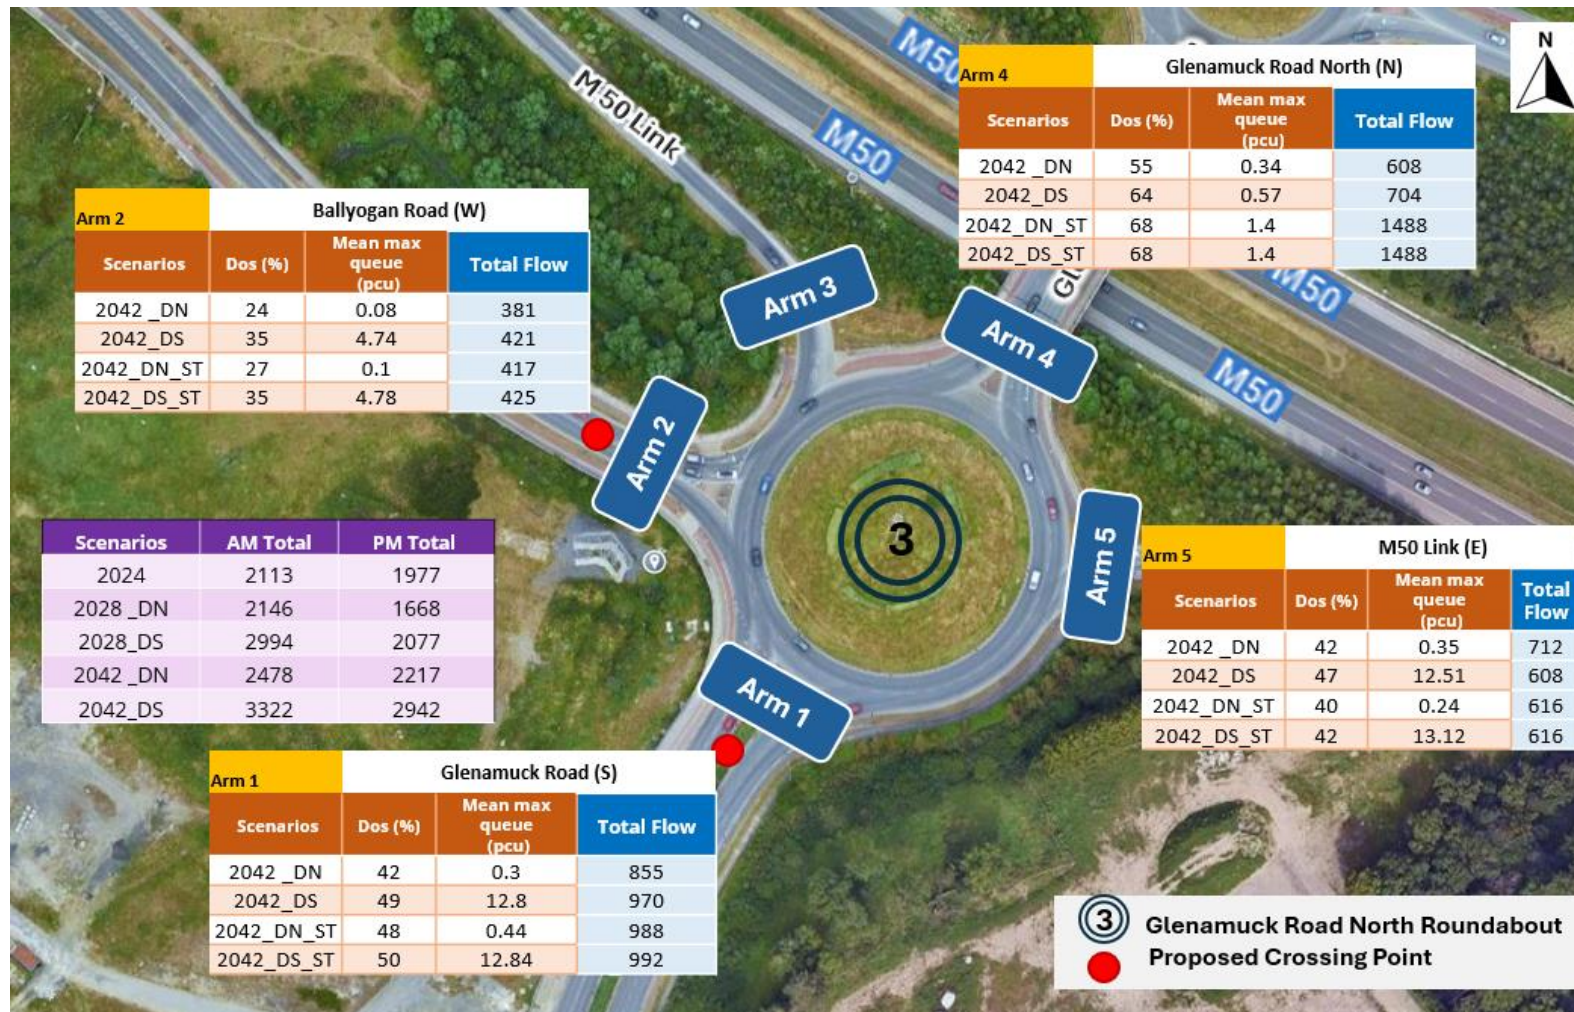 N
M50
M50 Link
M50
M50
M50
Arm 4 Glenamuck Road North (N)
Scenarios Dos (%) Mean max queue (pcu) Total Flow
2042 _DN 55 0.34 608
2042_DS 64 0.57 704
2042_DN_ST 68 1.4 1488
2042_DS_ST 68 1.4 1488
Arm 2 Ballyogan Road (W)
Scenarios Dos (%) Mean max queue (pcu) Total Flow
2042 _DN 24 0.08 381
2042_DS 35 4.74 421
2042_DN_ST 27 0.1 417
2042_DS_ST 35 4.78 425
Arm 3
Arm 4
Arm 2
3
Arm 5
Arm 1
Scenarios AM Total PM Total
2024 2113 1977
2028 _DN 2146 1668
2028_DS 2994 2077
2042 _DN 2478 2217
2042_DS 3322 2942
Arm 5 M50 Link (E)
Scenarios Dos (%) Mean max queue (pcu) Total Flow
2042 _DN 42 0.35 712
2042_DS 47 12.51 608
2042_DN_ST 40 0.24 616
2042_DS_ST 42 13.12 616
Arm 1 Glenamuck Road (S)
Scenarios Dos (%) Mean max queue (pcu) Total Flow
2042 _DN 42 0.3 855
2042_DS 49 12.8 970
2042_DN_ST 48 0.44 988
2042_DS_ST 50 12.84 992
3 Glenamuck Road North Roundabout
Proposed Crossing Point